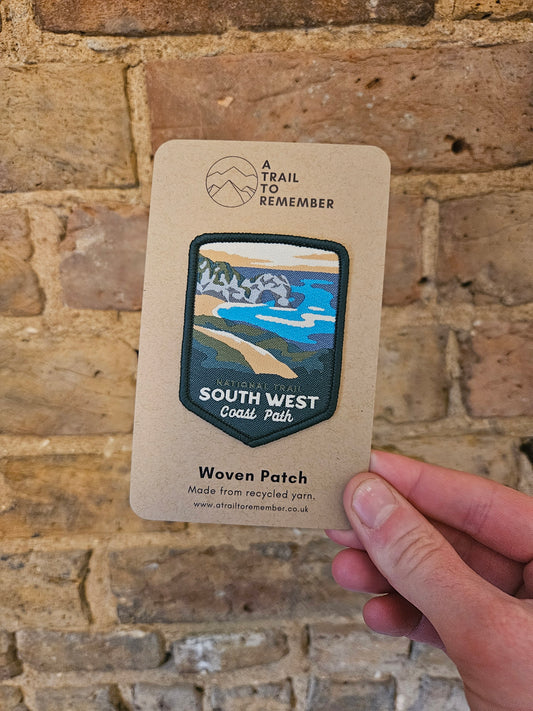 A
TRAIL
TO
REMEMBER
NATIONAL TRAIL
SOUTH WEST
Coast Path
Woven Patch
Made from recycled yarn.
www.atrailtoremember.co.uk